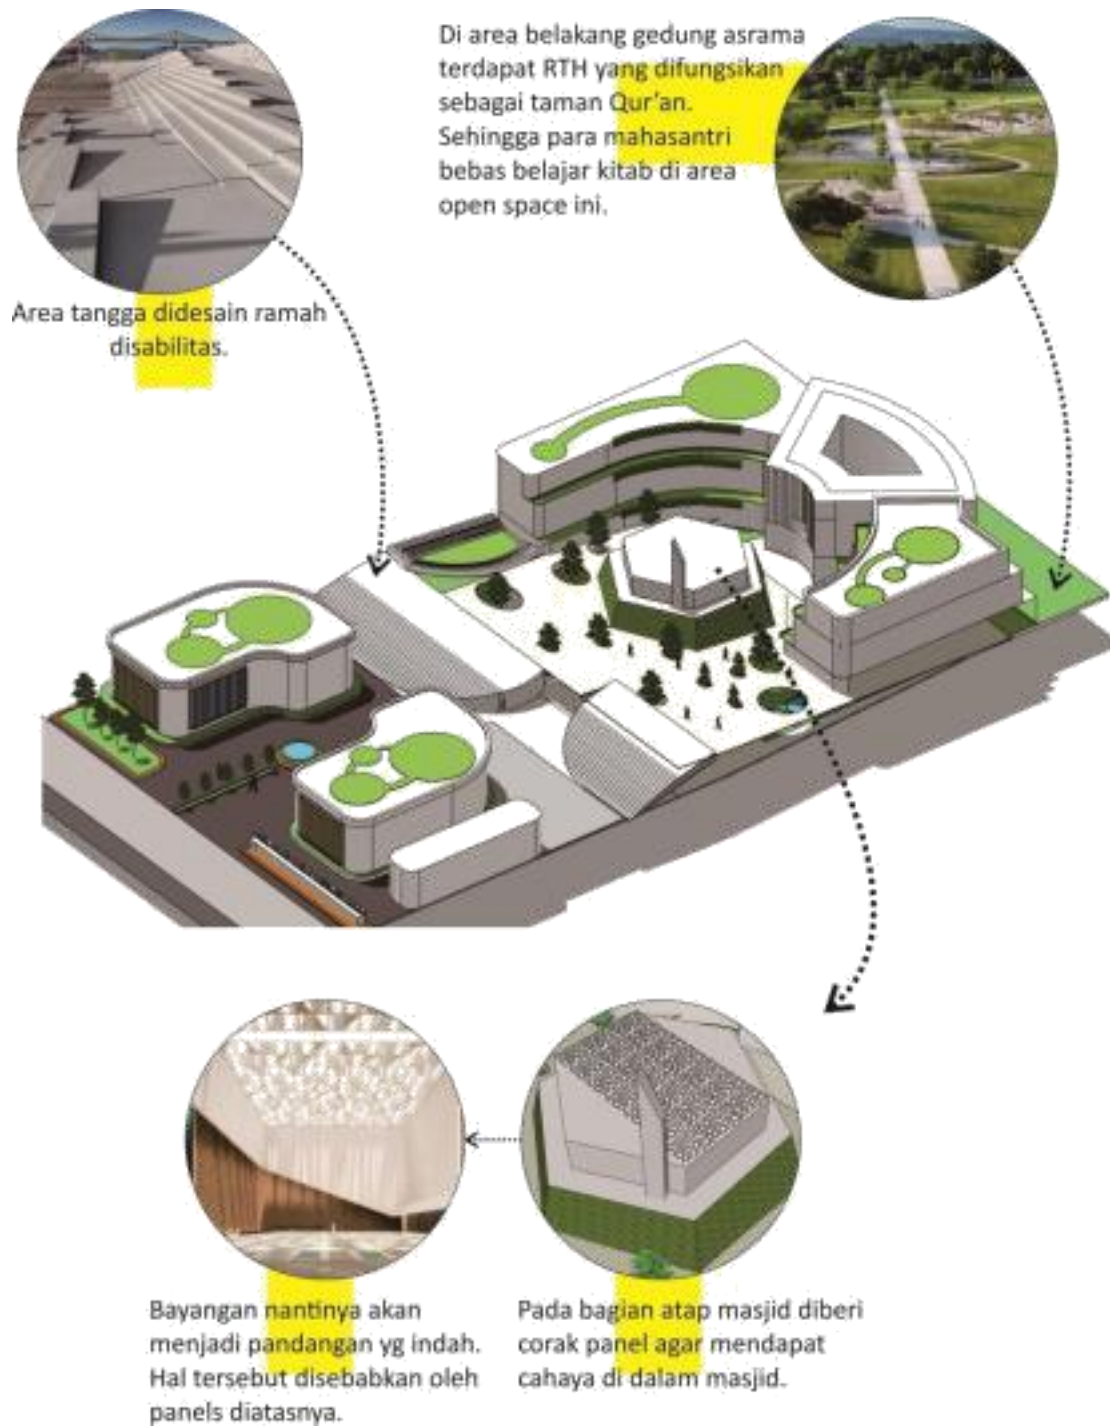 Di area belakang gedung asrama
terdapat RTH yang difungsikan
sebagai taman Qur'an.
Sehingga para mahasantri
bebas belajar kitab di area
open space ini.
Area tangga didesain ramah
disabilitas.
Bayangan nantinya akan
menjadi pandangan yg indah.
Hal tersebut disebabkan oleh
panels diatasnya.
Pada bagian atap masjid diberi
corak panel agar mendapat
cahaya di dalam masjid.